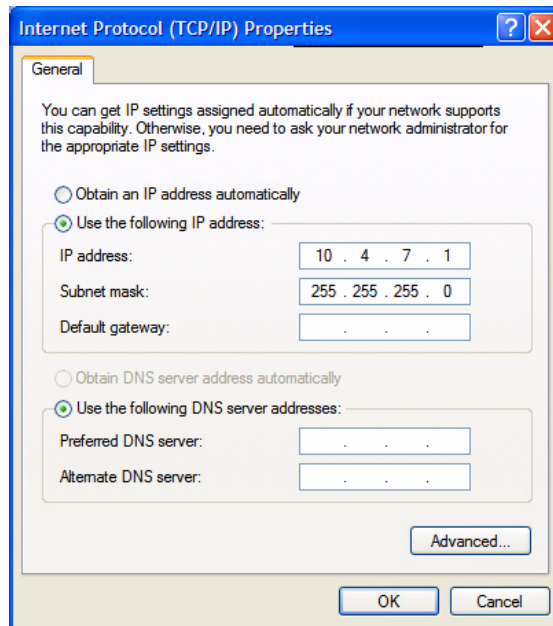 Internet Protocol (TCP/IP) Properties
General
You can get IP settings assigned automatically if your network supports
this capability. Otherwise, you need to ask your network administrator for
the appropriate IP settings.
Obtain an IP address automatically
Use the following IP address:
IP address: 10 . 4 . 7 . 1
Subnet mask: 255 . 255 . 255 . 0
Default gateway: . . .
Obtain DNS server address automatically
Use the following DNS server addresses:
Preferred DNS server: . . .
Alternate DNS server: . . .
Advanced...
OK Cancel